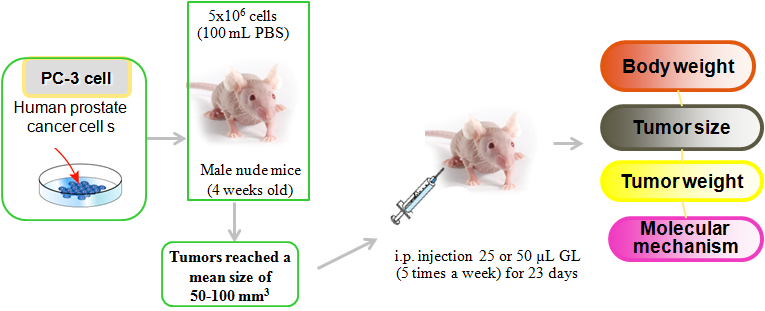 PC-3 cell
Human prostate
cancer cell s
5x10⁶ cells
(100 mL PBS)
Male nude mice
(4 weeks old)
Tumors reached a
mean size of
50-100 mm³
i.p. injection 25 or 50 µL GL
(5 times a week) for 23 days
Body weight
Tumor size
Tumor weight
Molecular
mechanism